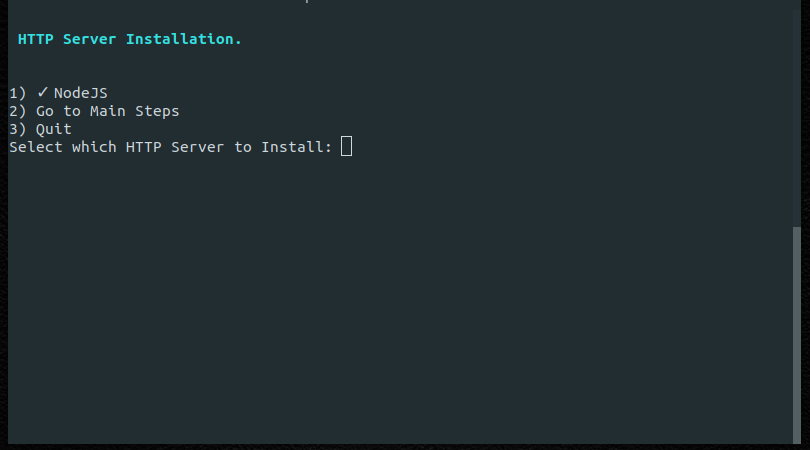 HTTP Server Installation.
1) ✓ NodeJS
2) Go to Main Steps
3) Quit
Select which HTTP Server to Install: